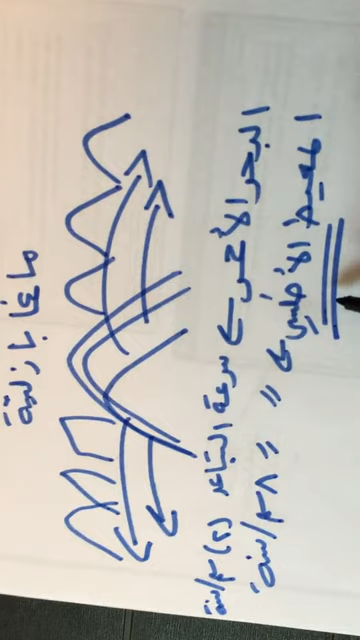 ماغما بازلتية
البحر الأحمر ← سرعة التباعد (٢) سم/سنة
المحيط الأطلسي // // ٨ سم/سنة